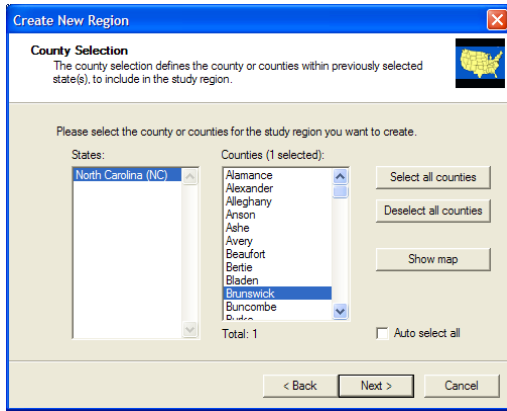 Create New Region
County Selection
The county selection defines the county or counties within previously selected
state(s), to include in the study region.
Please select the county or counties for the study region you want to create.
States:
North Carolina (NC)
Counties (1 selected):
Alamance
Alexander
Alleghany
Anson
Ashe
Avery
Beaufort
Bertie
Bladen
Brunswick
Buncombe
Total: 1
Select all counties
Deselect all counties
Show map
Auto select all
< Back
Next >
Cancel